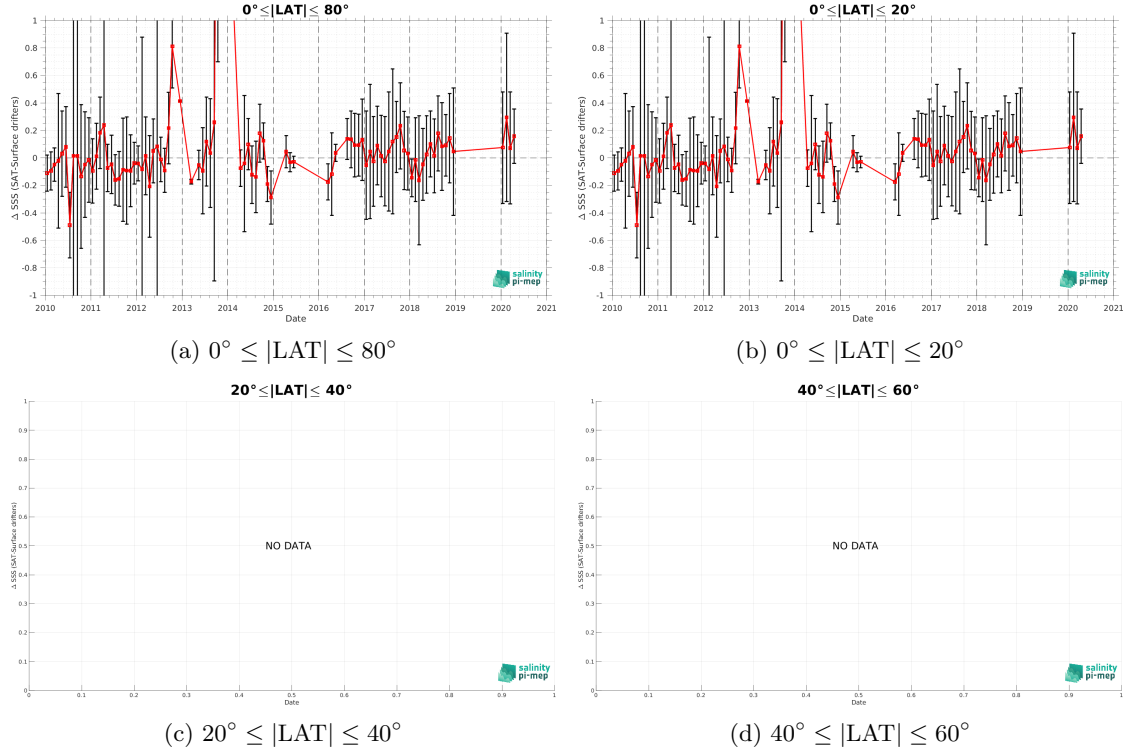 0°≤|LAT|≤ 80°
1
0.8
0.6
0.4
0.2
0
-0.2
-0.4
-0.6
-0.8
-1
Δ SSS (SAT-Surface drifters)
2010 2011 2012 2013 2014 2015 2016 2017 2018 2019 2020 2021
Date
salinity
pi-mep
(a) 0° ≤ |LAT| ≤ 80°
0°≤|LAT|≤ 20°
1
0.8
0.6
0.4
0.2
0
-0.2
-0.4
-0.6
-0.8
-1
Δ SSS (SAT-Surface drifters)
2010 2011 2012 2013 2014 2015 2016 2017 2018 2019 2020 2021
Date
salinity
pi-mep
(b) 0° ≤ |LAT| ≤ 20°
20°≤|LAT|≤ 40°
1
0.9
0.8
0.7
0.6
0.5
0.4
0.3
0.2
0.1
0
Δ SSS (SAT-Surface drifters)
NO DATA
0 0.1 0.2 0.3 0.4 0.5 0.6 0.7 0.8 0.9 1
Date
salinity
pi-mep
(c) 20° ≤ |LAT| ≤ 40°
40°≤|LAT|≤ 60°
1
0.9
0.8
0.7
0.6
0.5
0.4
0.3
0.2
0.1
0
Δ SSS (SAT-Surface drifters)
NO DATA
0 0.1 0.2 0.3 0.4 0.5 0.6 0.7 0.8 0.9 1
Date
salinity
pi-mep
(d) 40° ≤ |LAT| ≤ 60°